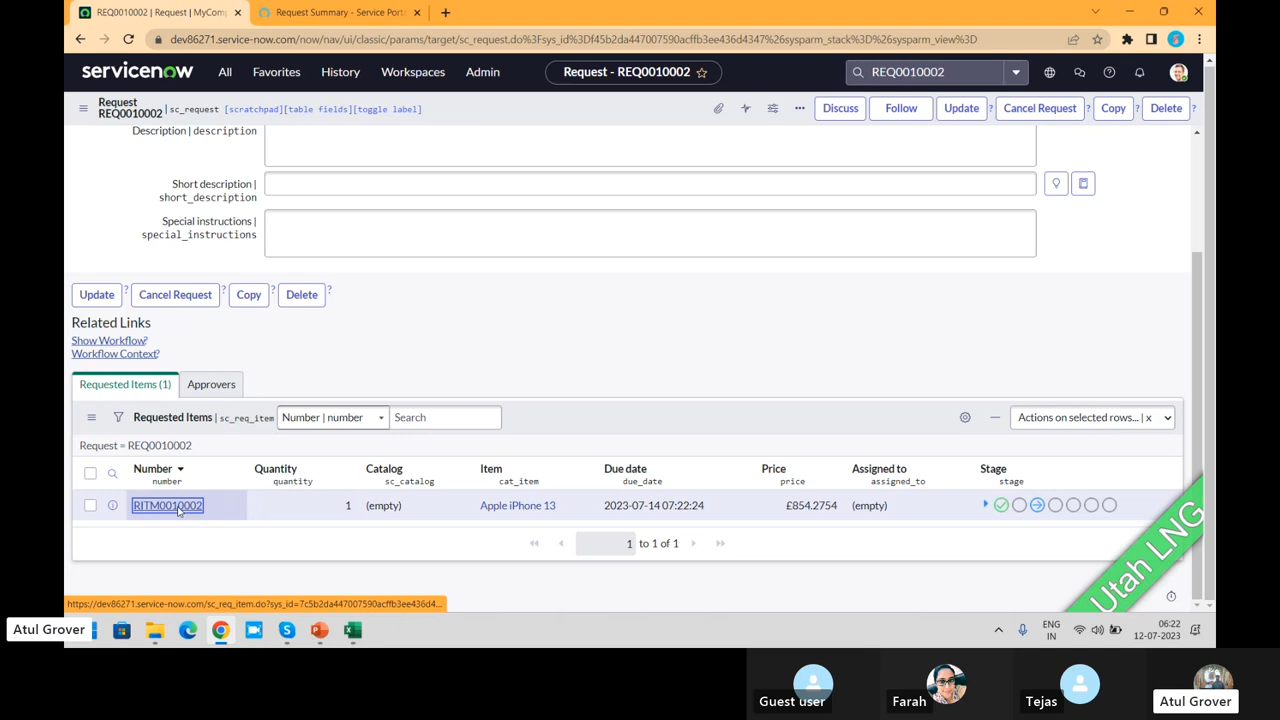 REQ0010002 | Request | MyComp
Request Summary - Service Port
dev86271.service-now.com/now/nav/ui/classic/params/target/sc_request.do%3Fsys_id%3Df45b2da447007590acffb3ee436d4347%26sysparm_stack%3D%26sysparm_view%3D
servicenow
All
Favorites
History
Workspaces
Admin
Request - REQ0010002
REQ0010002
Request
REQ0010002
sc_request [scratchpad][table fields][toggle label]
Discuss
Follow
Update
?
Cancel Request
?
Copy
?
Delete
?
Description | description
Short description |
short_description
Special instructions |
special_instructions
Update
?
Cancel Request
?
Copy
?
Delete
?
Related Links
Show Workflow?
Workflow Context?
Requested Items (1)
Approvers
Requested Items | sc_req_item
Number | number
Search
Actions on selected rows... | x
Request = REQ0010002
Number
number
Quantity
quantity
Catalog
sc_catalog
Item
cat_item
Due date
due_date
Price
price
Assigned to
assigned_to
Stage
stage
RITM0010002
1
(empty)
Apple iPhone 13
2023-07-14 07:22:24
£854.2754
(empty)
1 to 1 of 1
Utah LNG
https://dev86271.service-now.com/sc_req_item.do?sys_id=7c5b2da447007590acffb3ee436d4...
Atul Grover
ENG
IN
06:22
12-07-2023
Guest user
Farah
Tejas
Atul Grover